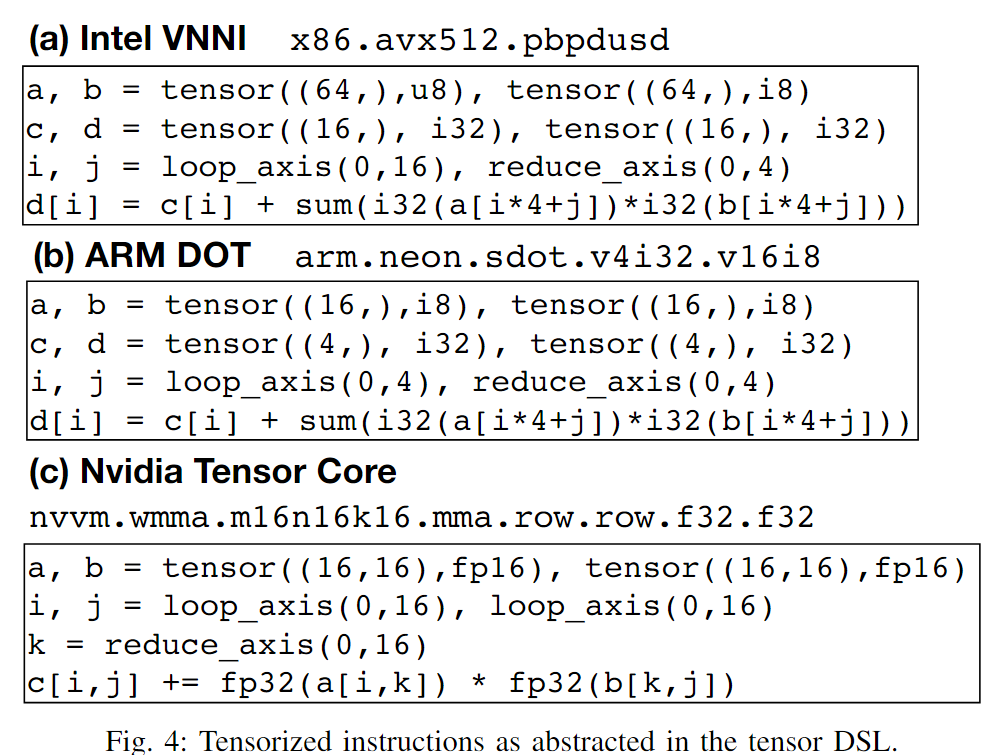 (a) Intel VNNI x86.avx512.pbpdusd
a, b = tensor((64,),u8), tensor((64,),i8)
c, d = tensor((16,), i32), tensor((16,), i32)
i, j = loop_axis(0,16), reduce_axis(0,4)
d[i] = c[i] + sum(i32(a[i*4+j])*i32(b[i*4+j]))
(b) ARM DOT arm.neon.sdot.v4i32.v16i8
a, b = tensor((16,),i8), tensor((16,),i8)
c, d = tensor((4,), i32), tensor((4,), i32)
i, j = loop_axis(0,4), reduce_axis(0,4)
d[i] = c[i] + sum(i32(a[i*4+j])*i32(b[i*4+j]))
(c) Nvidia Tensor Core
nvvm.wmma.m16n16k16.mma.row.row.f32.f32
a, b = tensor((16,16),fp16), tensor((16,16),fp16)
i, j = loop_axis(0,16), loop_axis(0,16)
k = reduce_axis(0,16)
c[i,j] += fp32(a[i,k]) * fp32(b[k,j])
Fig. 4: Tensorized instructions as abstracted in the tensor DSL.